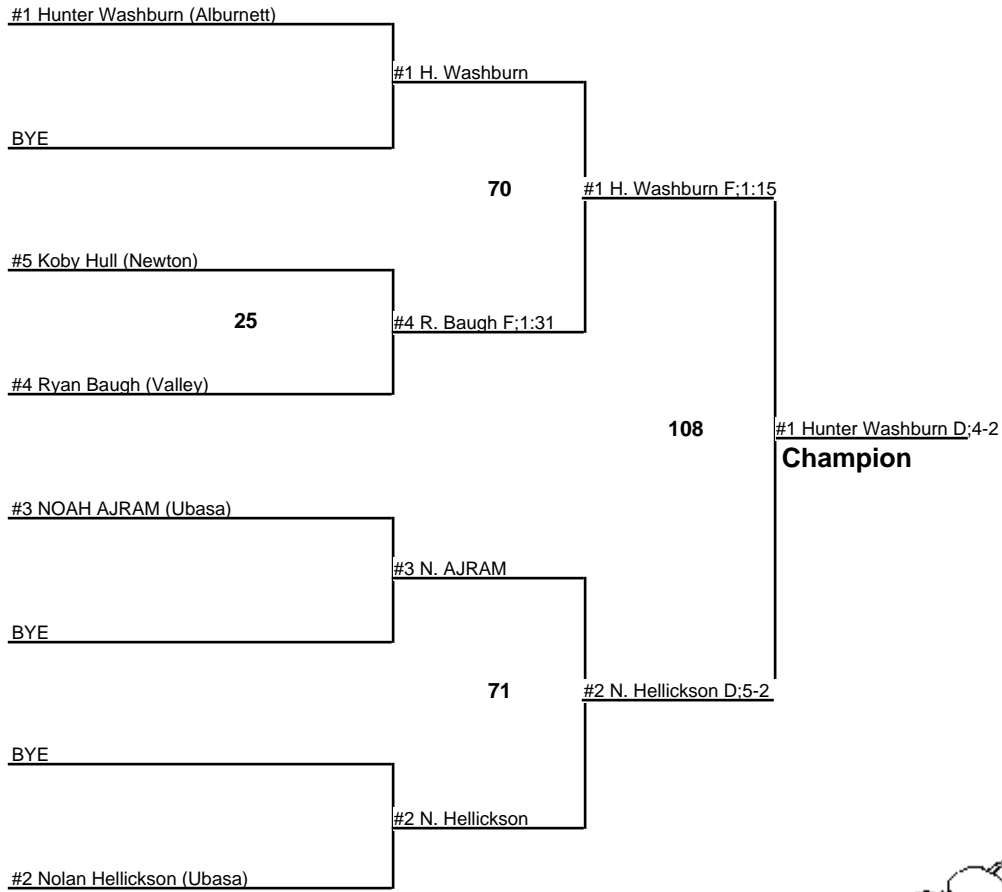 #1 Hunter Washburn (Alburnett)
#1 H. Washburn
BYE
70
#1 H. Washburn F;1:15
#5 Koby Hull (Newton)
25
#4 R. Baugh F;1:31
#4 Ryan Baugh (Valley)
108
#1 Hunter Washburn D;4-2
Champion
#3 NOAH AJRAM (Ubasa)
#3 N. AJRAM
BYE
71
#2 N. Hellickson D;5-2
BYE
#2 N. Hellickson
#2 Nolan Hellickson (Ubasa)